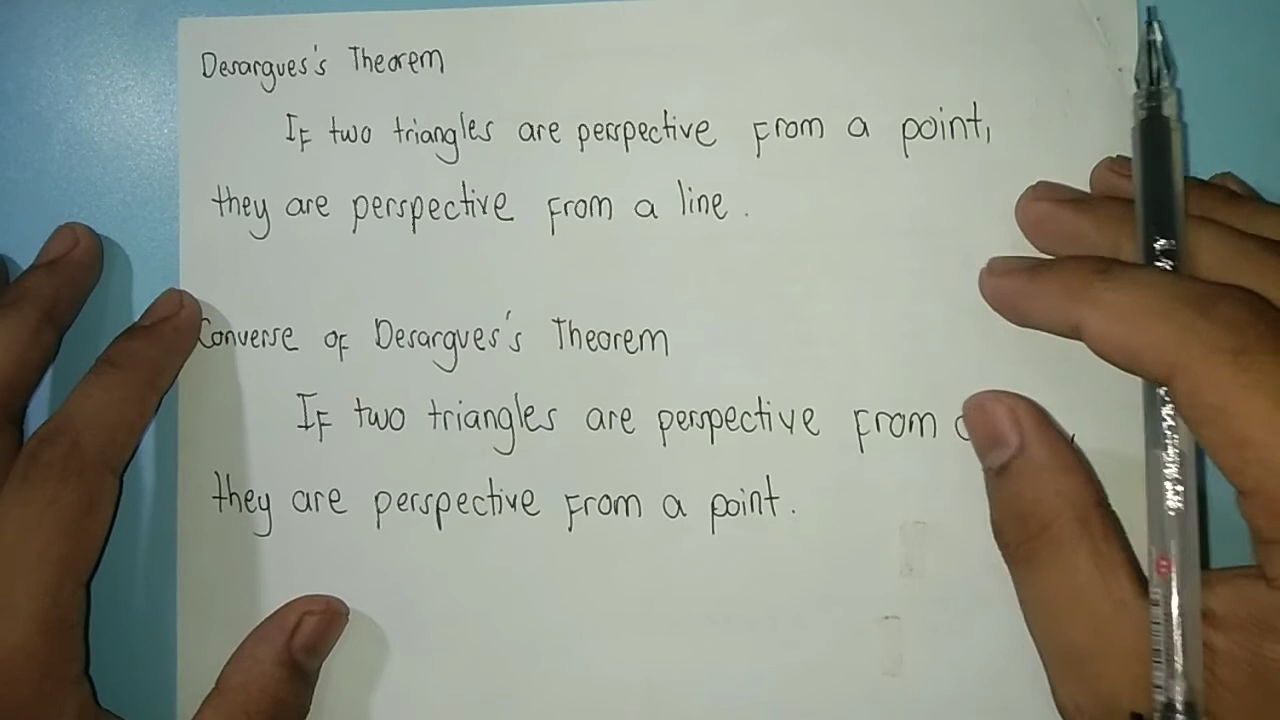 Desargues's Theorem
If two triangles are perspective from a point,
they are perspective from a line.
Converse of Desargues's Theorem
If two triangles are perspective from
they are perspective from a point.